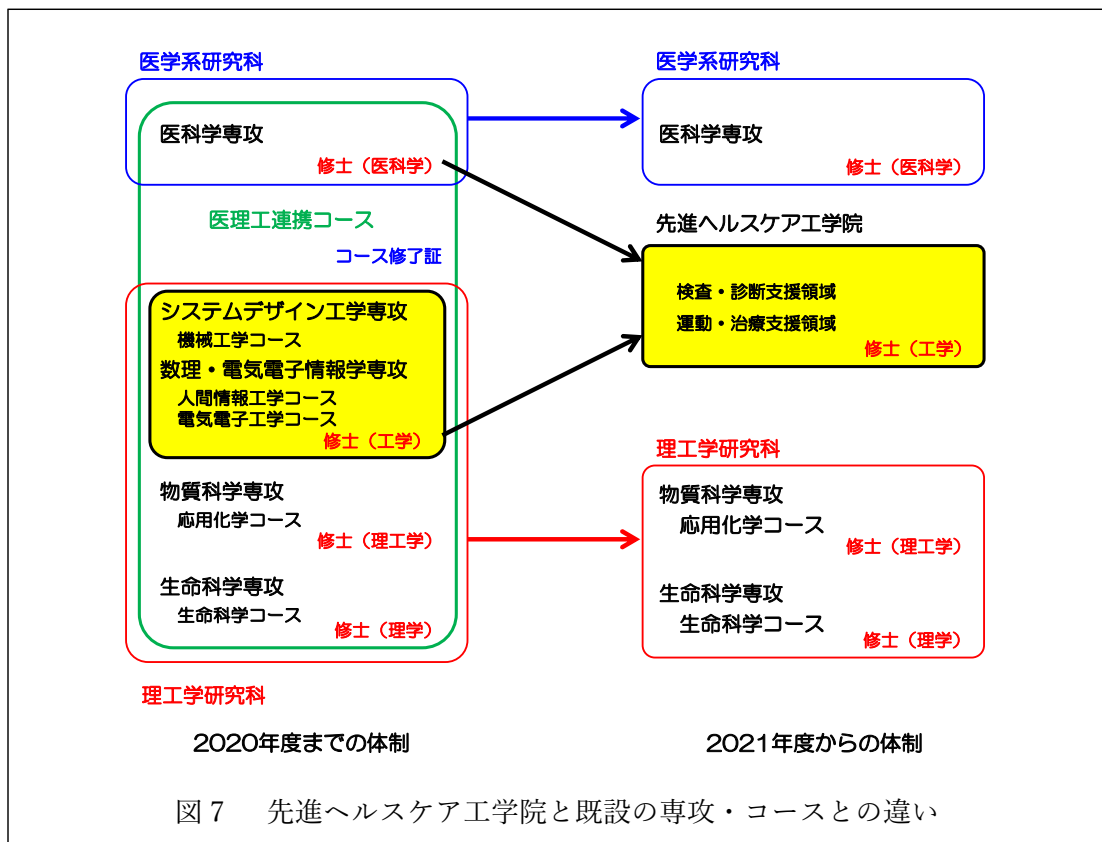 医学系研究科
医科学専攻
修士（医科学）
医理工連携コース
コース修了証
システムデザイン工学専攻
機械工学コース
数理・電気電子情報学専攻
人間情報工学コース
電気電子工学コース
修士（工学）
物質科学専攻
応用化学コース
修士（理工学）
生命科学専攻
生命科学コース
修士（理学）
理工学研究科
2020年度までの体制
医学系研究科
医科学専攻
修士（医科学）
先進ヘルスケア工学院
検査・診断支援領域
運動・治療支援領域
修士（工学）
理工学研究科
物質科学専攻
応用化学コース
修士（理工学）
生命科学専攻
生命科学コース
修士（理学）
2021年度からの体制
図７　先進ヘルスケア工学院と既設の専攻・コースとの違い